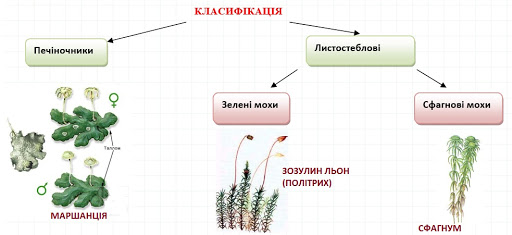 КЛАСИФІКАЦІЯ
Печіночники
Листостеблові
Зелені мохи
Сфагнові мохи
♀
Талом
♂
МАРШАНЦІЯ
ЗОЗУЛИН ЛЬОН
(ПОЛІТРИХ)
СФАГНУМ